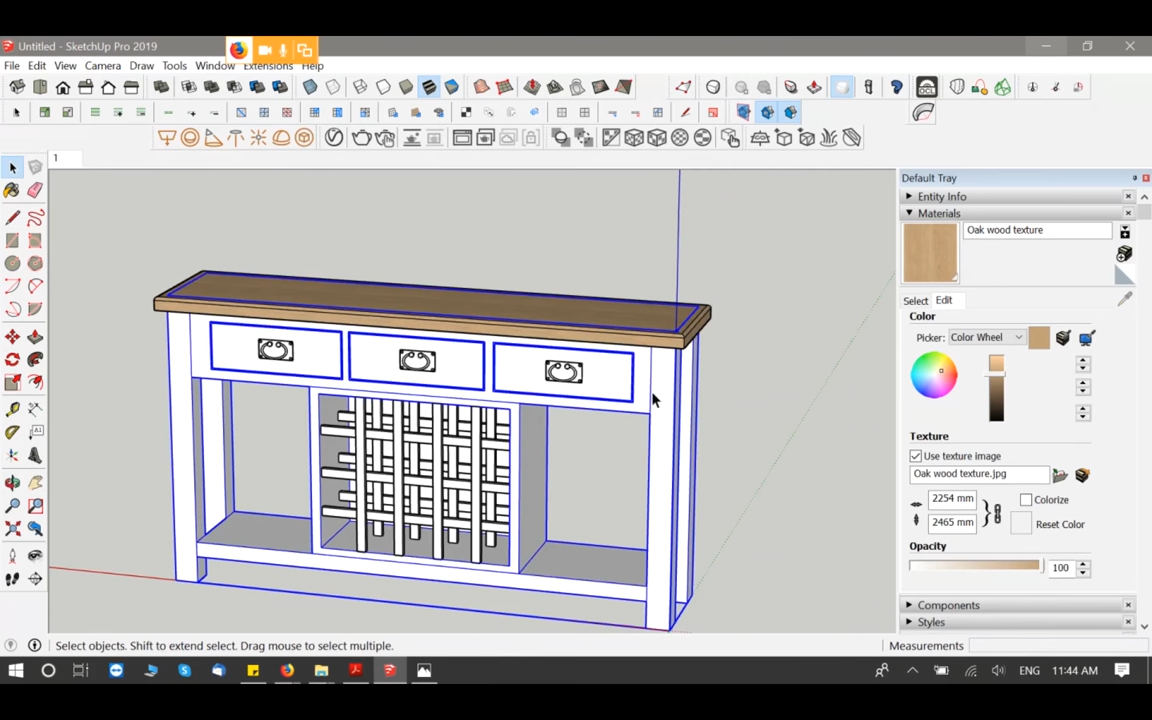 Untitled - SketchUp Pro 2019
File Edit View Camera Draw Tools Window Extensions Help
1
Default Tray
Entity Info
Materials
Oak wood texture
Select Edit
Color
Picker: Color Wheel
Texture
Use texture image
Oak wood texture.jpg
2254 mm
Colorize
2465 mm
Reset Color
Opacity
100
Components
Styles
Select objects. Shift to extend select. Drag mouse to select multiple.
Measurements
ENG
11:44 AM